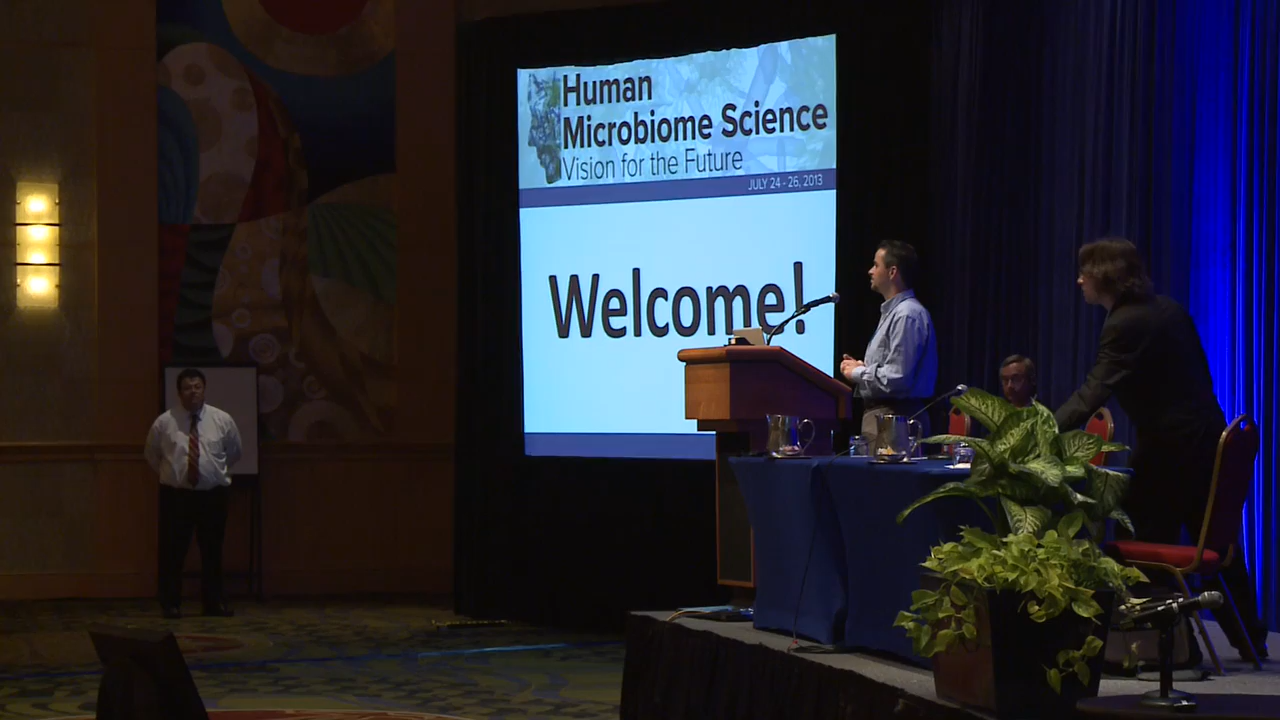 Human
Microbiome Science
Vision for the Future
JULY 24 - 26, 2013
Welcome!